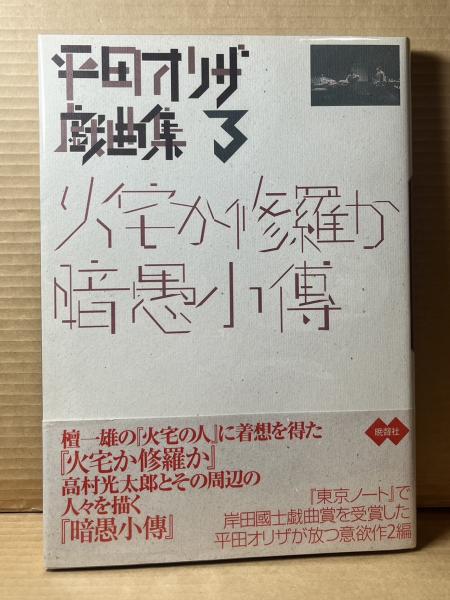 平田オリザ
戯曲集 3
火宅か修羅か
暗愚小傳
檀一雄の『火宅の人』に着想を得た
『火宅か修羅か』
高村光太郎とその周辺の
人々を描く
『暗愚小傳』
晩聲社
『東京ノート』で
岸田國士戯曲賞を受賞した
平田オリザが放つ意欲作2編